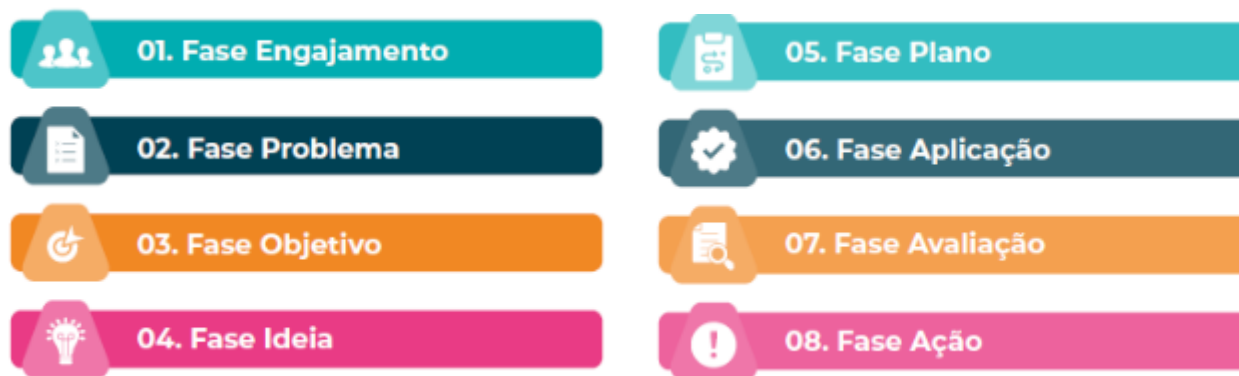 01. Fase Engajamento
02. Fase Problema
03. Fase Objetivo
04. Fase Ideia
05. Fase Plano
06. Fase Aplicação
07. Fase Avaliação
08. Fase Ação